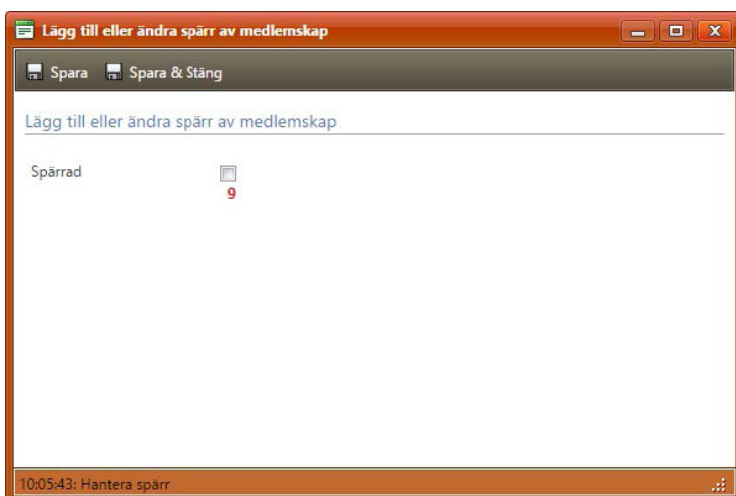 Lägg till eller ändra spärr av medlemskap
Spara Spara & Stäng
Lägg till eller ändra spärr av medlemskap
Spärrad
9
10:05:43: Hantera spärr